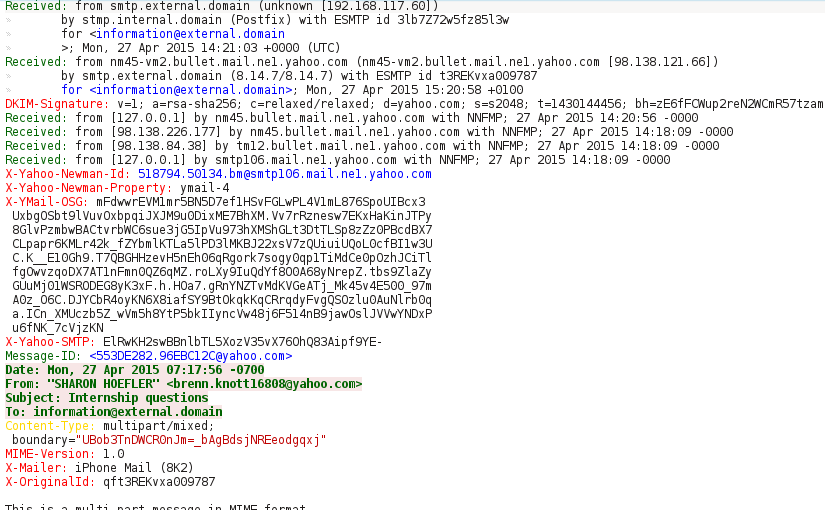 Received: from smtp.external.domain (unknown [192.168.117.60])
by stmp.internal.domain (Postfix) with ESMTP id 3lb7Z72w5fz85l3w
for <information@external.domain
>; Mon, 27 Apr 2015 14:21:03 +0000 (UTC)
Received: from nm45-vm2.bullet.mail.ne1.yahoo.com (nm45-vm2.bullet.mail.ne1.yahoo.com [98.138.121.66])
by smtp.external.domain (8.14.7/8.14.7) with ESMTP id t3REKvxa009787
for <information@external.domain>; Mon, 27 Apr 2015 15:20:58 +0100
DKIM-Signature: v=1; a=rsa-sha256; c=relaxed/relaxed; d=yahoo.com; s=s2048; t=1430144456; bh=zE6fFCWup2reN2WCmR57tzam
Received: from [127.0.0.1] by nm45.bullet.mail.ne1.yahoo.com with NNFMP; 27 Apr 2015 14:20:56 -0000
Received: from [98.138.226.177] by nm45.bullet.mail.ne1.yahoo.com with NNFMP; 27 Apr 2015 14:18:09 -0000
Received: from [98.138.84.38] by tm12.bullet.mail.ne1.yahoo.com with NNFMP; 27 Apr 2015 14:18:09 -0000
Received: from [127.0.0.1] by smtp106.mail.ne1.yahoo.com with NNFMP; 27 Apr 2015 14:18:09 -0000
X-Yahoo-Newman-Id: 518794.50134.bm@smtp106.mail.ne1.yahoo.com
X-Yahoo-Newman-Property: ymail-4
X-YMail-OSG: mFdwwrEVM1mr5BN5D7ef1HSvFGLwPL4V1mL876SpoUIBcx3
UxbgOSbt9lVuvOxbpqiJXJM9u0DixME7BhXM.Vv7rRznesw7EKxHaKinJTPy
8GlvPzmbwBACtvrbWC6sue3jG5IpVu973hXMShGLt3DtTLSp8zZz0PBcdBX7
CLpapr6KMLr42k_fZYbmlKTLa5lPD3lMKBJ22xsV7zQUiuiUQoL0cfBI1w3U
C.K__E10Gh9.T7QBGHHzevH5nEh06qRgork7sogy0qp1TiMdCe0pOzhJCiTl
fgOwvzqoDX7AT1nFmn0QZ6qMZ.roLXy9IuQdYf8O0A68yNrepZ.tbs9ZlaZy
GUuMj01WSRODEG8yK3xF.h.HOa7.gRnYNZTvMdKVGeATj_Mk45v4E500_97m
A0z_O6C.DJYCbR4oyKN6X8iafSY9BtOkqkKqCRrqdyFvgQSOzlu0AuNlrb0q
a.ICn_XMUczb5Z_wVm5h8YtP5bkIIyncVw48j6F514nB9jawOslJVVwYNDxP
u6fNK_7cVjzKN
X-Yahoo-SMTP: ElRwKH2swBBnlbTL5XozV35vX76OhQ83Aipf9YE-
Message-ID: <553DE282.96EBC12C@yahoo.com>
Date: Mon, 27 Apr 2015 07:17:56 -0700
From: "SHARON HOEFLER" <brenn.knott16808@yahoo.com>
Subject: Internship questions
To: information@external.domain
Content-Type: multipart/mixed;
boundary="UBob3TnDWCR0nJm=_bAgBdsjNREeodgqxj"
MIME-Version: 1.0
X-Mailer: iPhone Mail (8K2)
X-OriginalId: qft3REKvxa009787
This is a multi-part message in MIME format